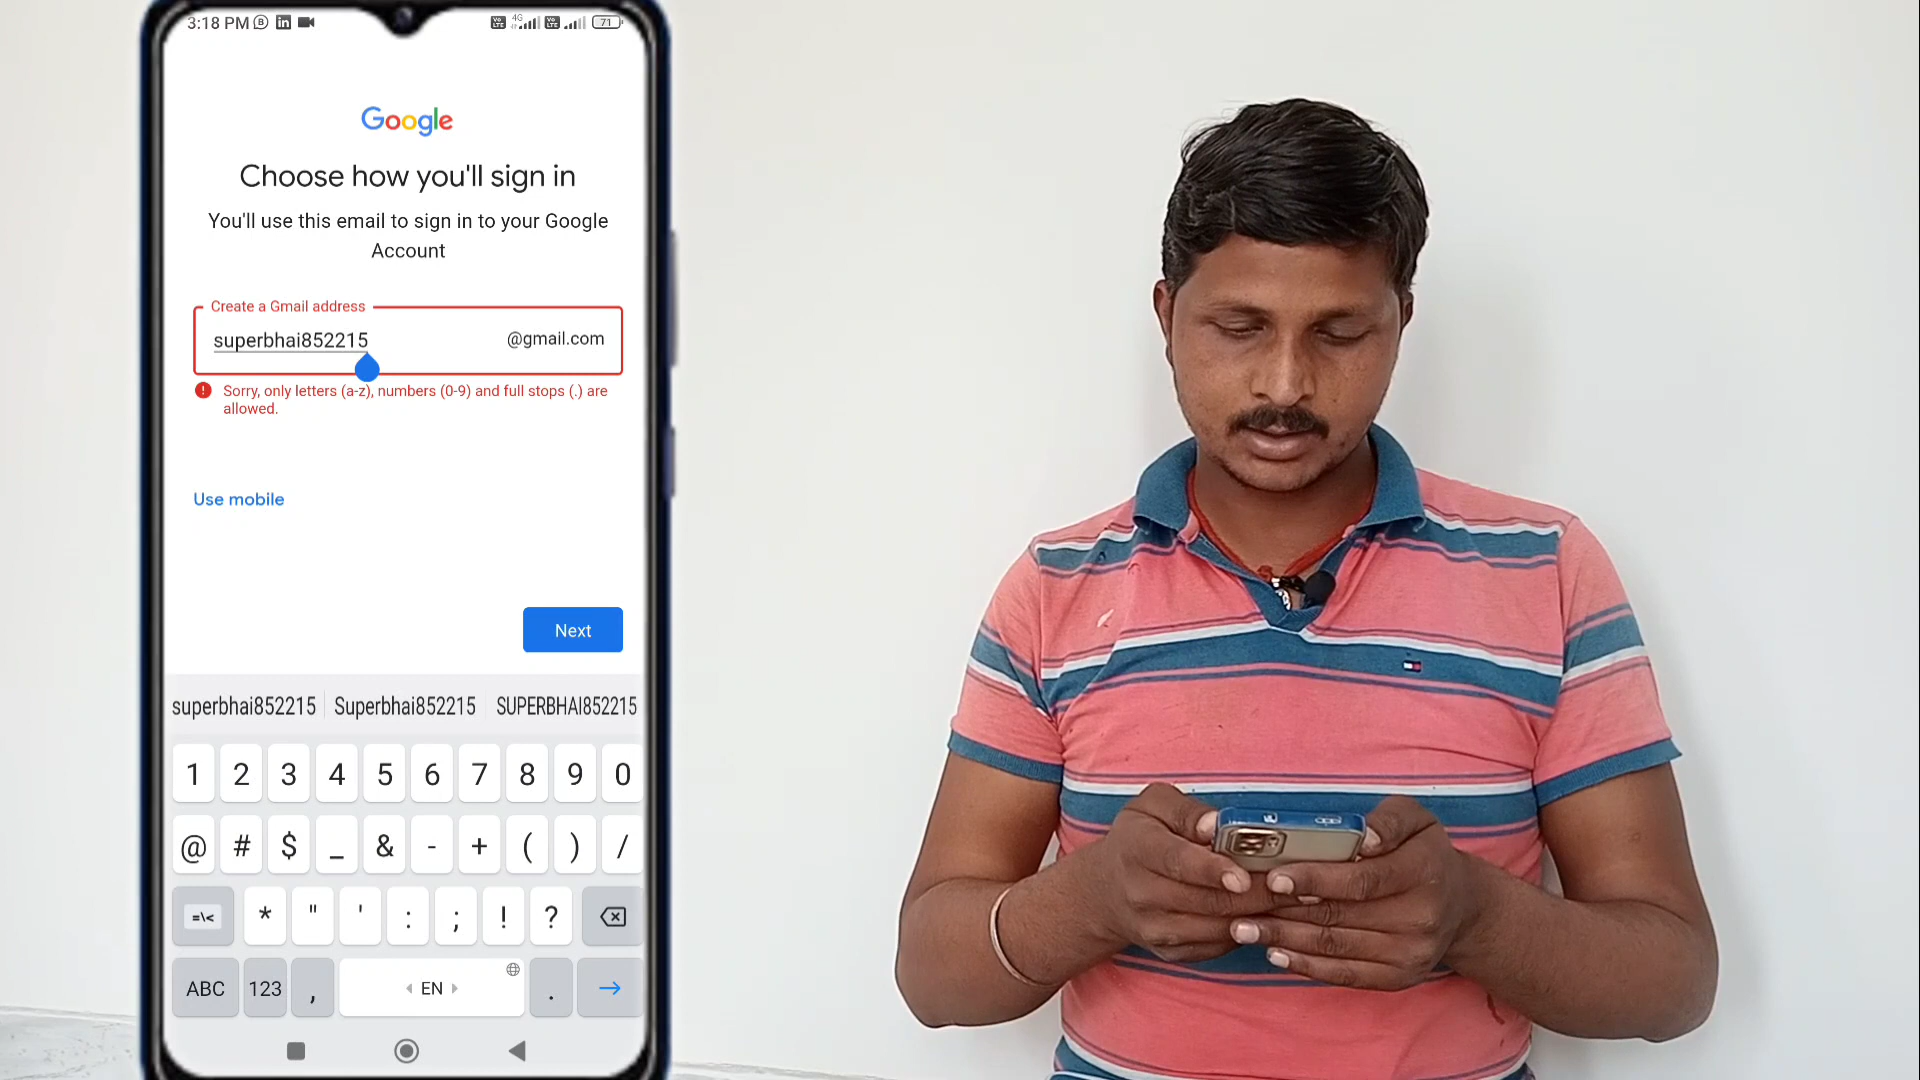 3:18 PM
4G
71
Google
Choose how you'll sign in
You'll use this email to sign in to your Google
Account
Create a Gmail address
superbhai852215 @gmail.com
Sorry, only letters (a-z), numbers (0-9) and full stops (.) are
allowed.
Use mobile
Next
superbhai852215 Superbhai852215 SUPERBHAI852215
1 2 3 4 5 6 7 8 9 0
@ # $ _ & - + ( ) /
=\< * " ' : ; ! ?
ABC 123 , EN .